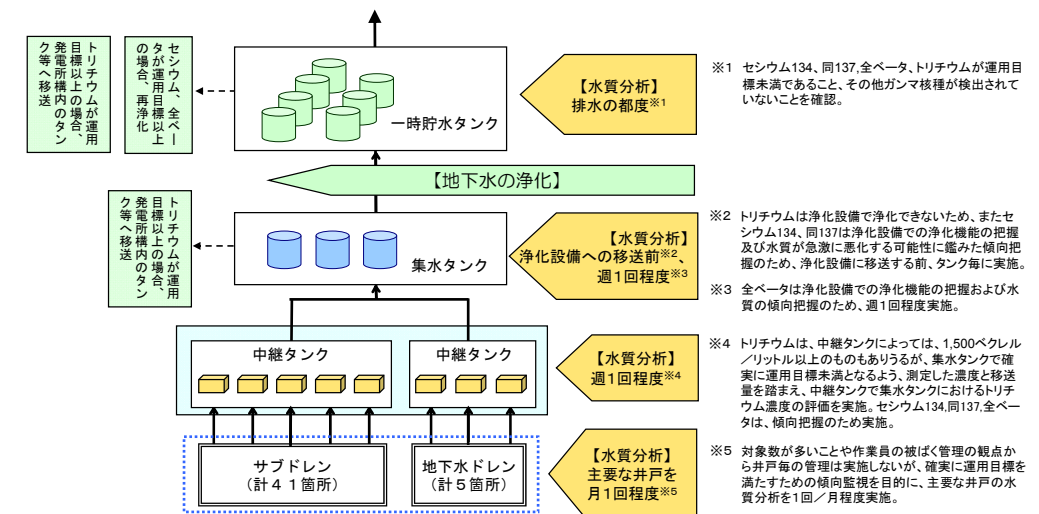 トリチウムが運用
目標以上の場合、
発電所構内のタン
ク等へ移送
セシウム、全ベー
タが運用目標以上
の場合、再浄化
一時貯水タンク
【水質分析】
排水の都度※1
※1 セシウム134、同137,全ベータ、トリチウムが運用目
標未満であること、その他ガンマ核種が検出されて
いないことを確認。
【地下水の浄化】
トリチウムが運用
目標以上の場合、
発電所構内のタン
ク等へ移送
集水タンク
【水質分析】
浄化設備への移送前※2、
週1回程度※3
※2 トリチウムは浄化設備で浄化できないため、またセ
シウム134、同137は浄化設備での浄化機能の把握
及び水質が急激に悪化する可能性に鑑みた傾向把
握のため、浄化設備に移送する前、タンク毎に実施。
※3 全ベータは浄化設備での浄化機能の把握および水
質の傾向把握のため、週1回程度実施。
中継タンク
中継タンク
【水質分析】
週1回程度※4
※4 トリチウムは、中継タンクによっては、1,500ベクレル
／リットル以上のものもありうるが、集水タンクで確
実に運用目標未満となるよう、測定した濃度と移送
量を踏まえ、中継タンクで集水タンクにおけるトリチ
ウム濃度の評価を実施。セシウム134,同137,全ベー
タは、傾向把握のため実施。
サブドレン
(計４１箇所)
地下水ドレン
(計５箇所)
【水質分析】
主要な井戸を
月1回程度※5
※5 対象数が多いことや作業員の被ばく管理の観点か
ら井戸毎の管理は実施しないが、確実に運用目標を
満たすための傾向監視を目的に、主要な井戸の水
質分析を1回／月程度実施。